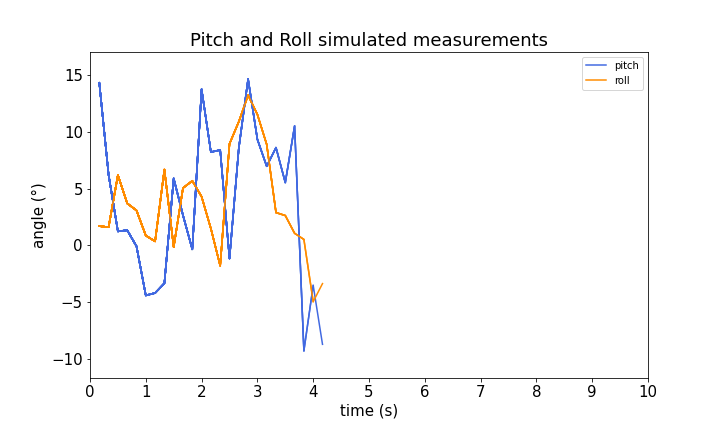 Pitch and Roll simulated measurements
pitch
roll
15
10
5
0
−5
−10
angle (°)
0 1 2 3 4 5 6 7 8 9 10
time (s)